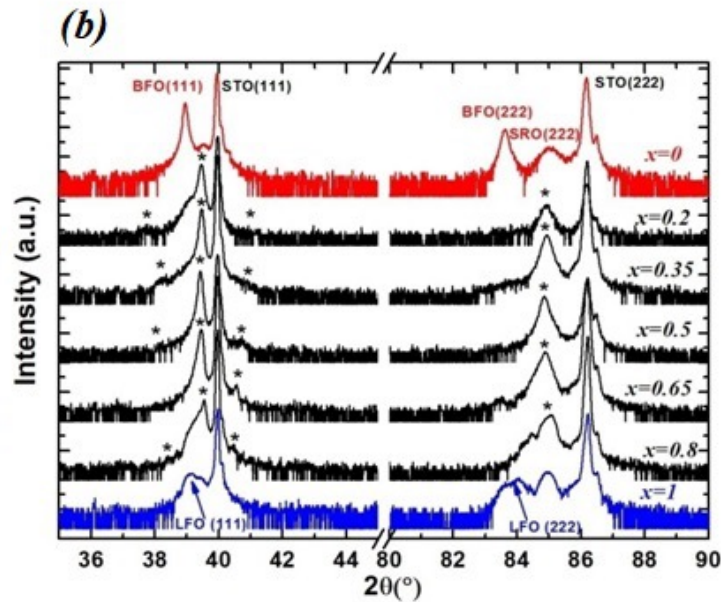 (b)
BFO(111)
STO(111)
STO(222)
BFO(222)
SRO(222)
x=0
*
* x=0.2
* *
*
* x=0.35
* *
*
* x=0.5
* *
*
* x=0.65
*
*
* x=0.8
* *
x=1
LFO (111)
LFO (222)
Intensity (a.u.)
36 38 40 42 44 80 82 84 86 88 90
2θ(°)